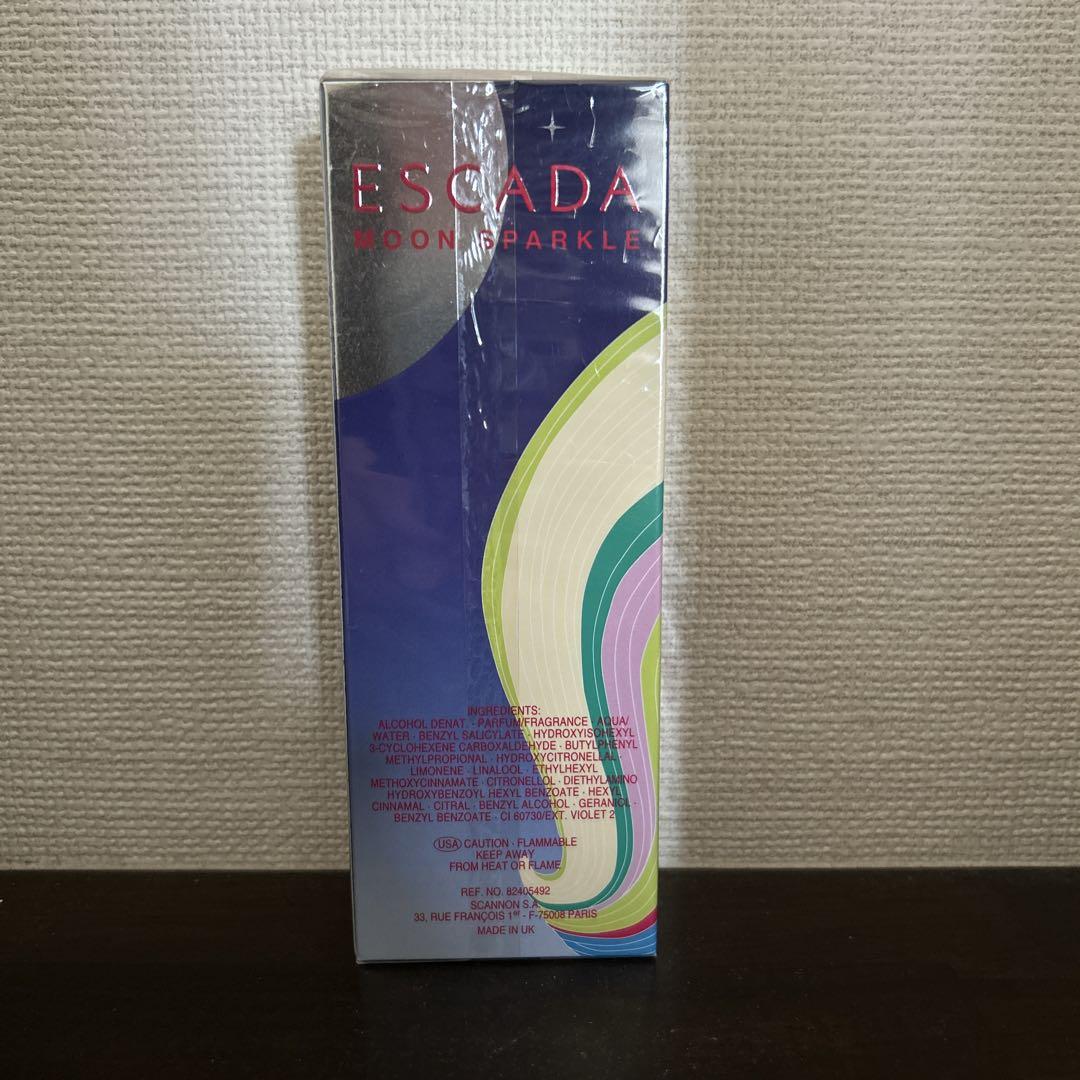 ESCADA
MOON SPARKLE
INGREDIENTS:
ALCOHOL DENAT. · PARFUM/FRAGRANCE · AQUA/
WATER · BENZYL SALICYLATE · HYDROXYISOHEXYL
3-CYCLOHEXENE CARBOXALDEHYDE · BUTYLPHENYL
METHYLPROPIONAL · HYDROXYCITRONELLAL ·
LIMONENE · LINALOOL · ETHYLHEXYL
METHOXYCINNAMATE · CITRONELLOL · DIETHYLAMINO
HYDROXYBENZOYL HEXYL BENZOATE · HEXYL
CINNAMAL · CITRAL · BENZYL ALCOHOL · GERANIOL ·
BENZYL BENZOATE · CI 60730/EXT. VIOLET 2
USA CAUTION · FLAMMABLE
KEEP AWAY
FROM HEAT OR FLAME
REF. NO. 82405492
SCANNON S.A.
33, RUE FRANÇOIS 1er - F-75008 PARIS
MADE IN UK